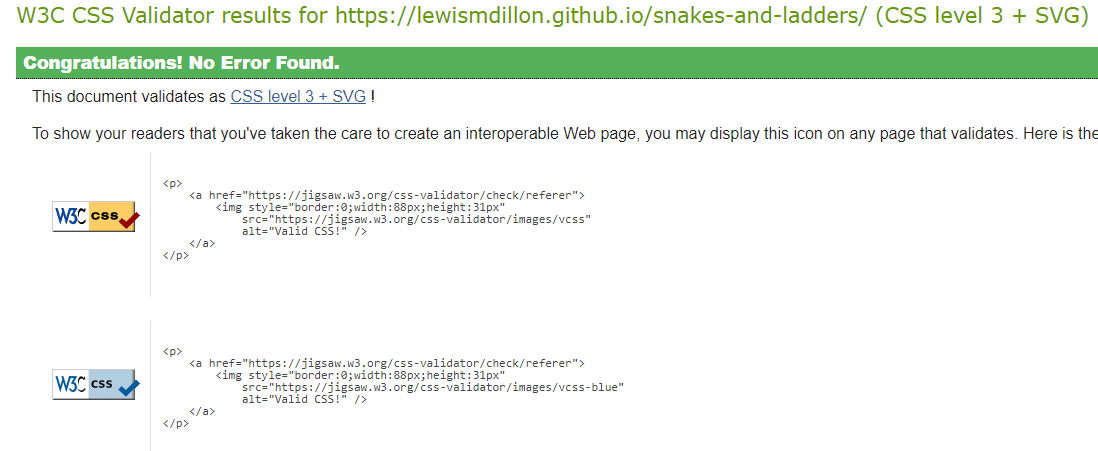 W3C CSS Validator results for https://lewismdillon.github.io/snakes-and-ladders/ (CSS level 3 + SVG)
Congratulations! No Error Found.
This document validates as CSS level 3 + SVG !
To show your readers that you've taken the care to create an interoperable Web page, you may display this icon on any page that validates. Here is the
<p>
<a href="https://jigsaw.w3.org/css-validator/check/referer">
<img style="border:0;width:88px;height:31px"
W3C css
src="https://jigsaw.w3.org/css-validator/images/vcss"
alt="Valid CSS!" />
</a>
</p>
<p>
<a href="https://jigsaw.w3.org/css-validator/check/referer">
<img style="border:0;width:88px;height:31px"
W3C css
src="https://jigsaw.w3.org/css-validator/images/vcss-blue"
alt="Valid CSS!" />
</a>
</p>